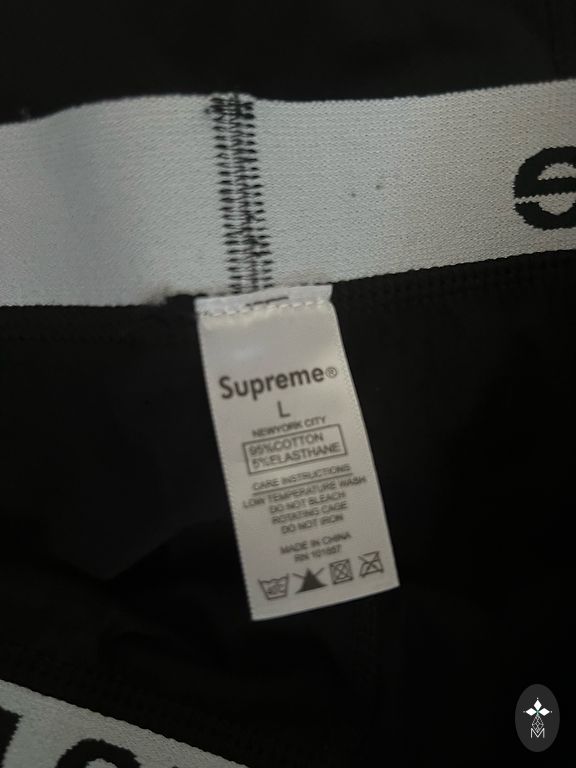 e
Supreme®
L
NEWYORK CITY
95%COTTON
5%ELASTHANE
CARE INSTRUCTIONS
LOW TEMPERATURE WASH
DO NOT BLEACH
ROTATING CAGE
DO NOT IRON
MADE IN CHINA
RN 101837
M